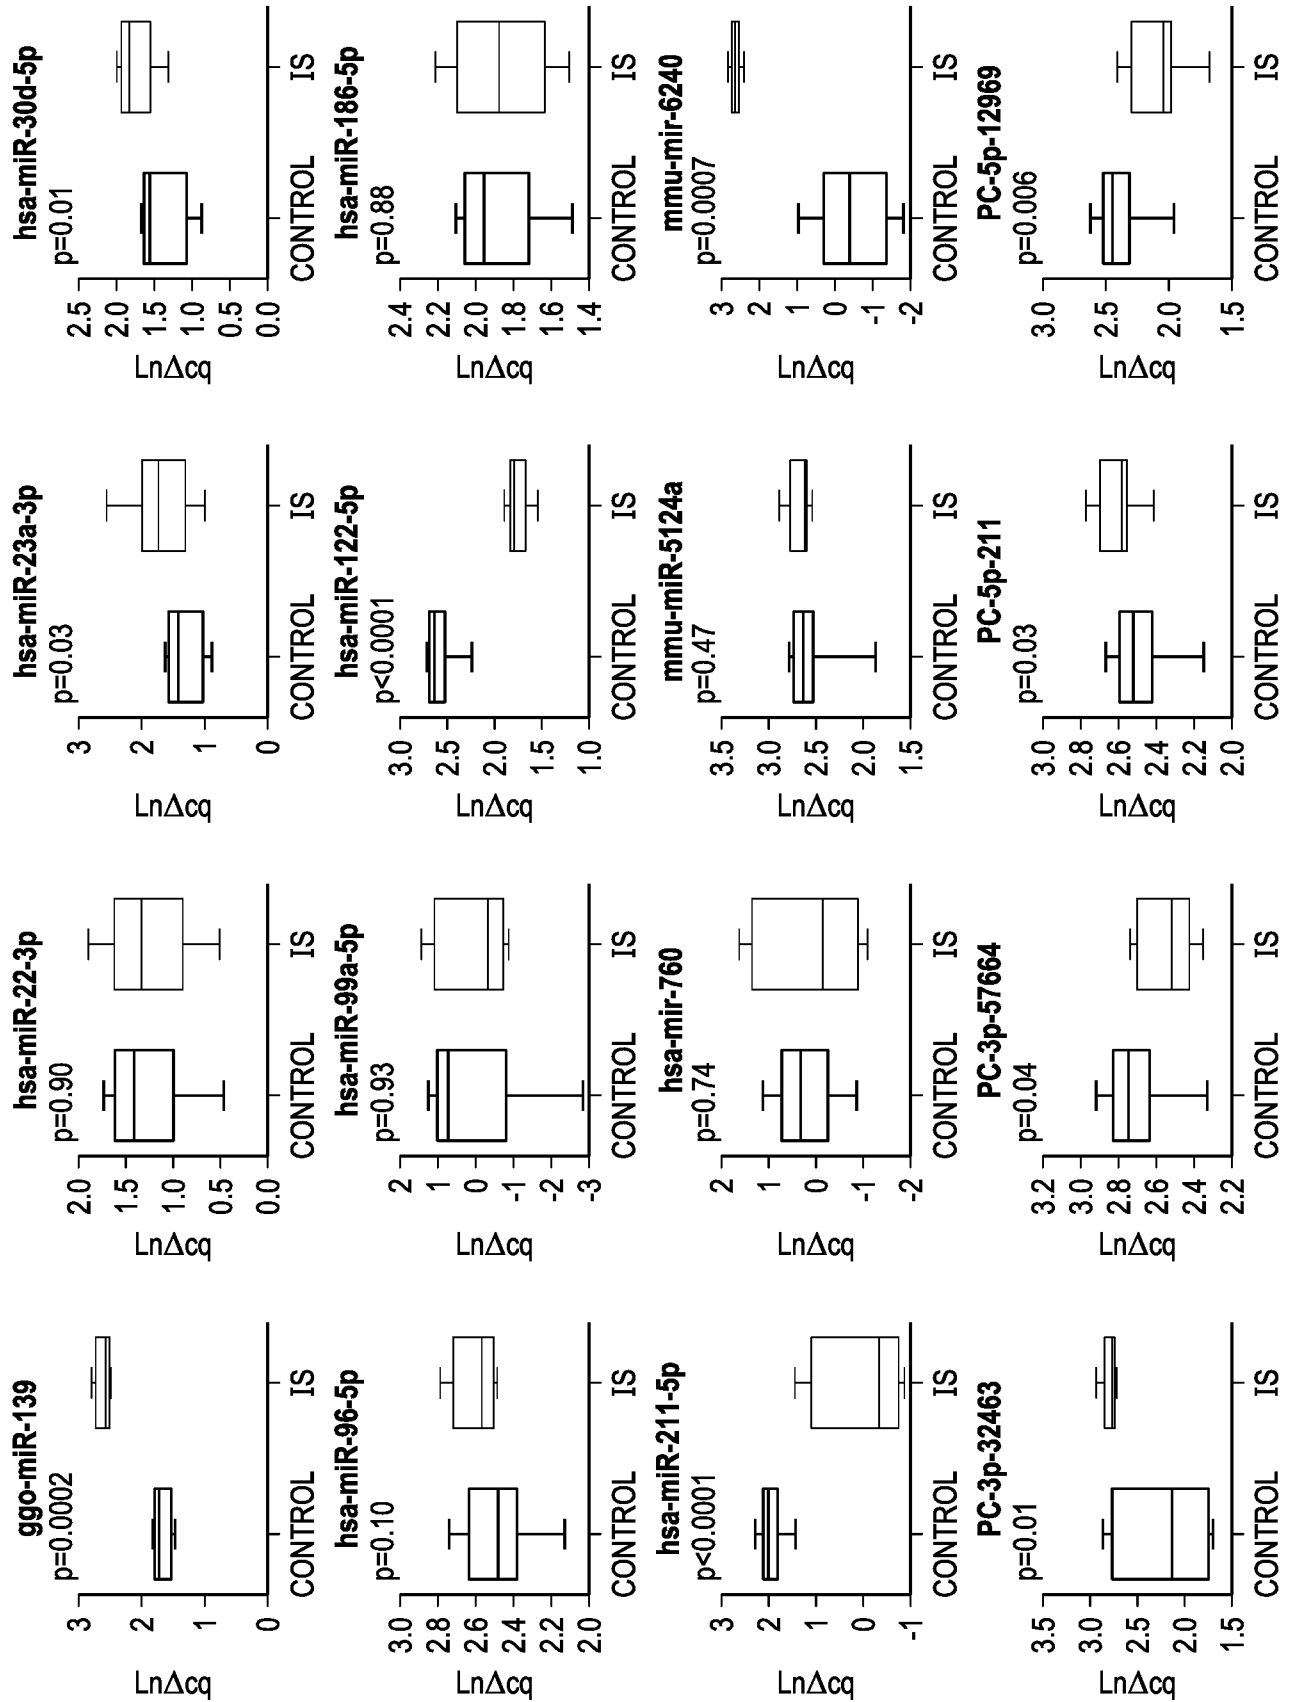 ggo-miR-139
p=0.0002
LnΔcq
3
2
1
0
CONTROL IS
hsa-miR-22-3p
p=0.90
LnΔcq
2.0
1.5
1.0
0.5
0.0
CONTROL IS
hsa-miR-23a-3p
p=0.03
LnΔcq
3
2
1
0
CONTROL IS
hsa-miR-30d-5p
p=0.01
LnΔcq
2.5
2.0
1.5
1.0
0.5
0.0
CONTROL IS
hsa-miR-96-5p
p=0.10
LnΔcq
3.0
2.8
2.6
2.4
2.2
2.0
CONTROL IS
hsa-miR-99a-5p
p=0.93
LnΔcq
2
1
0
-1
-2
-3
CONTROL IS
hsa-miR-122-5p
p<0.0001
LnΔcq
3.0
2.5
2.0
1.5
1.0
CONTROL IS
hsa-miR-186-5p
p=0.88
LnΔcq
2.4
2.2
2.0
1.8
1.6
1.4
CONTROL IS
hsa-miR-211-5p
p<0.0001
LnΔcq
3
2
1
0
-1
CONTROL IS
hsa-mir-760
p=0.74
LnΔcq
2
1
0
-1
-2
CONTROL IS
mmu-miR-5124a
p=0.47
LnΔcq
3.5
3.0
2.5
2.0
1.5
CONTROL IS
mmu-mir-6240
p=0.0007
LnΔcq
3
2
1
0
-1
-2
CONTROL IS
PC-3p-32463
p=0.01
LnΔcq
3.5
3.0
2.5
2.0
1.5
CONTROL IS
PC-3p-57664
p=0.04
LnΔcq
3.2
3.0
2.8
2.6
2.4
2.2
CONTROL IS
PC-5p-211
p=0.03
LnΔcq
3.0
2.8
2.6
2.4
2.2
2.0
CONTROL IS
PC-5p-12969
p=0.006
LnΔcq
3.0
2.5
2.0
1.5
CONTROL IS